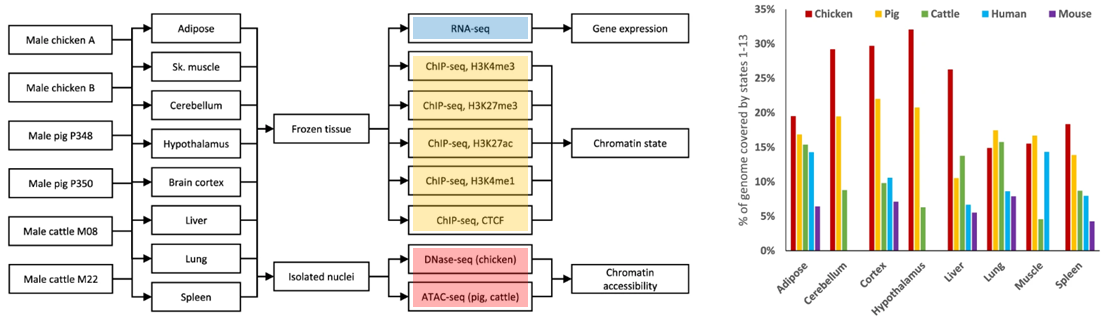 Male chicken A
Male chicken B
Male pig P348
Male pig P350
Male cattle M08
Male cattle M22
Adipose
Sk. muscle
Cerebellum
Hypothalamus
Brain cortex
Liver
Lung
Spleen
Frozen tissue
Isolated nuclei
RNA-seq
ChIP-seq, H3K4me3
ChIP-seq, H3K27me3
ChIP-seq, H3K27ac
ChIP-seq, H3K4me1
ChIP-seq, CTCF
DNase-seq (chicken)
ATAC-seq (pig, cattle)
Gene expression
Chromatin state
Chromatin
accessibility
% of genome covered by states 1-13
35%
30%
25%
20%
15%
10%
5%
0%
Chicken Pig Cattle Human Mouse
Adipose
Cerebellum
Cortex
Hypothalamus
Liver
Lung
Muscle
Spleen